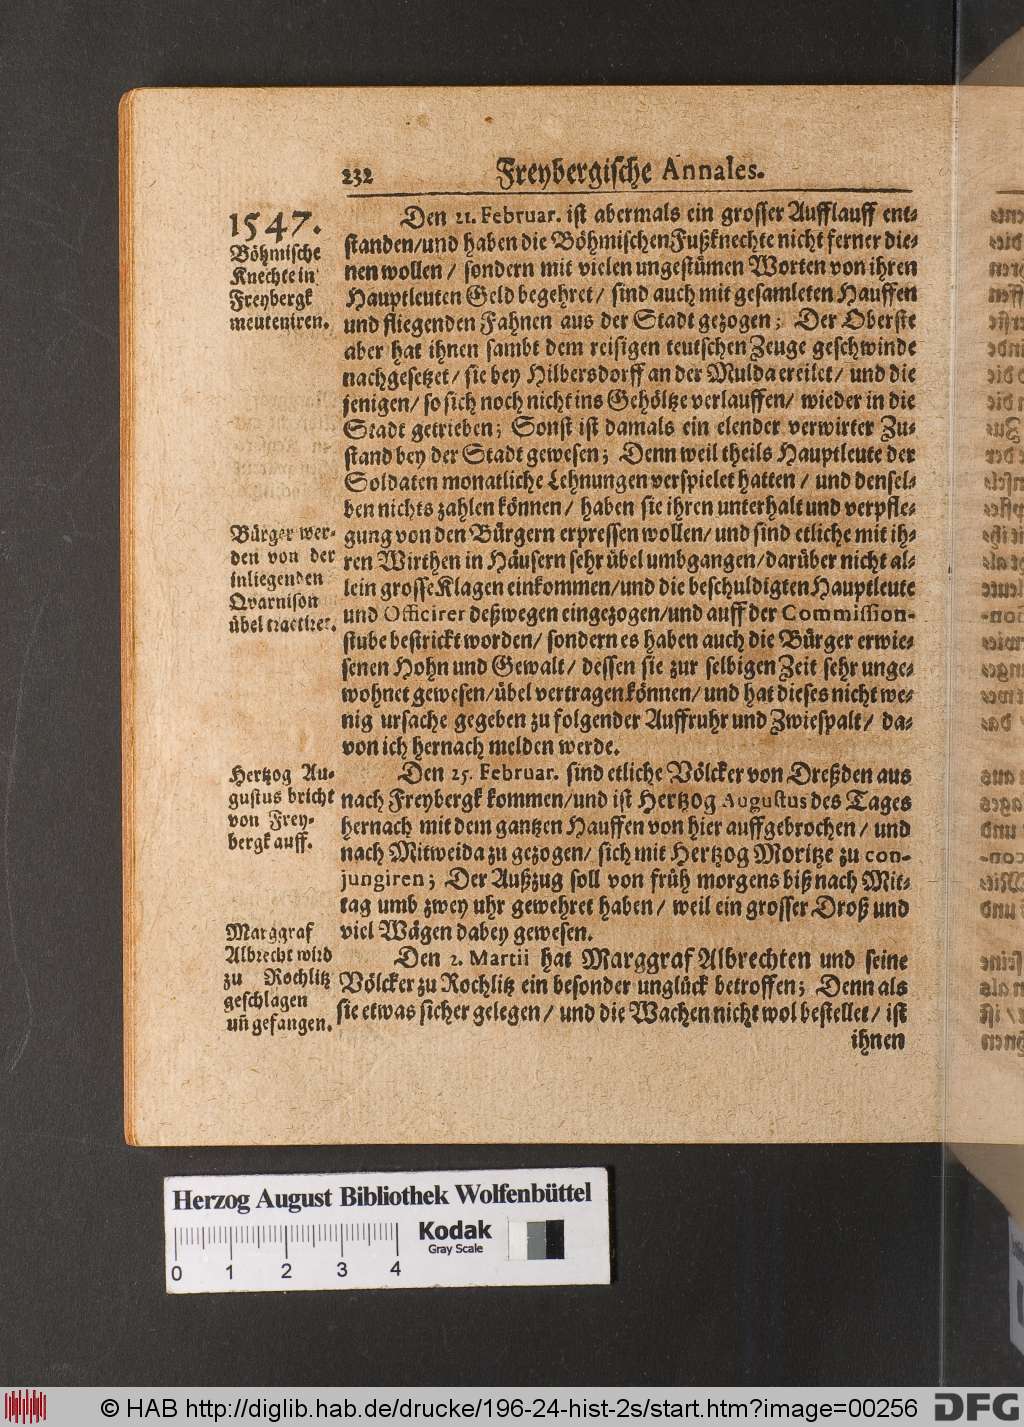 232 Freybergische Annales.
1547.
Böhmische
Knechte in
Freybergk
meuteniren.
Den 21. Februar. ist abermals ein grosser Aufflauff ent-
standen/und haben die Böhmischen Fußknechte nicht ferner die-
nen wollen / sondern mit vielen ungestümen Worten von ihren
Hauptleuten Geld begehret / sind auch mit gesamleten Hauffen
und fliegenden Fahnen aus der Stadt gezogen; Der Oberste
aber hat ihnen sambt dem reisigen teutschen Zeuge geschwinde
nachgesetzet / sie bey Hilbersdorff an der Mulda ereilet / und die
jenigen / so sich noch nicht ins Gehöltze verlauffen / wieder in die
Stadt getrieben; Sonst ist damals ein elender verwirter Zu-
stand bey der Stadt gewesen; Denn weil theils Hauptleute der
Soldaten monatliche Lehnungen verspielet hatten / und densel-
ben nichts zahlen können / haben sie ihren unterhalt und verpfle-
gung von den Bürgern erpressen wollen / und sind etliche mit ih-
ren Wirthen in Häusern sehr übel umbgangen/darüber nicht al-
lein grosse Klagen einkommen/und die beschuldigten Hauptleute
und Officirer deßwegen eingezogen/und auff der Commission-
stube bestrickt worden / sondern es haben auch die Bürger erwie-
senen Hohn und Gewalt / dessen sie zur selbigen Zeit sehr unge-
wohnet gewesen/übel vertragen können/und hat dieses nicht we-
nig ursache gegeben zu folgender Auffruhr und Zwiespalt / da-
von ich hernach melden werde.
Bürger wer-
den von der
inliegenden
Qvarnison
übel tractiret.
Den 25. Februar. sind etliche Völcker von Dreßden aus
nach Freybergk kommen/und ist Hertzog Augustus des Tages
hernach mit dem gantzen Hauffen von hier auffgebrochen / und
nach Mitweida zu gezogen / sich mit Hertzog Moritze zu con-
jungiren; Der Außzug soll von früh morgens biß nach Mit-
tag umb zwey uhr gewehret haben / weil ein grosser Droß und
viel Wägen dabey gewesen.
Hertzog Au-
gustus bricht
von Frey-
bergk auff.
Den 2. Martii hat Marggraf Albrechten und seine
Völcker zu Rochlitz ein besonder unglück betroffen; Denn als
sie etwas sicher gelegen / und die Wachen nicht wol bestellet / ist
ihnen
Marggraf
Albrecht wird
zu Rochlitz
geschlagen
uñ gefangen.
Herzog August Bibliothek Wolfenbüttel
Kodak
Gray Scale
0 1 2 3 4
© HAB http://diglib.hab.de/drucke/196-24-hist-2s/start.htm?image=00256
DFG